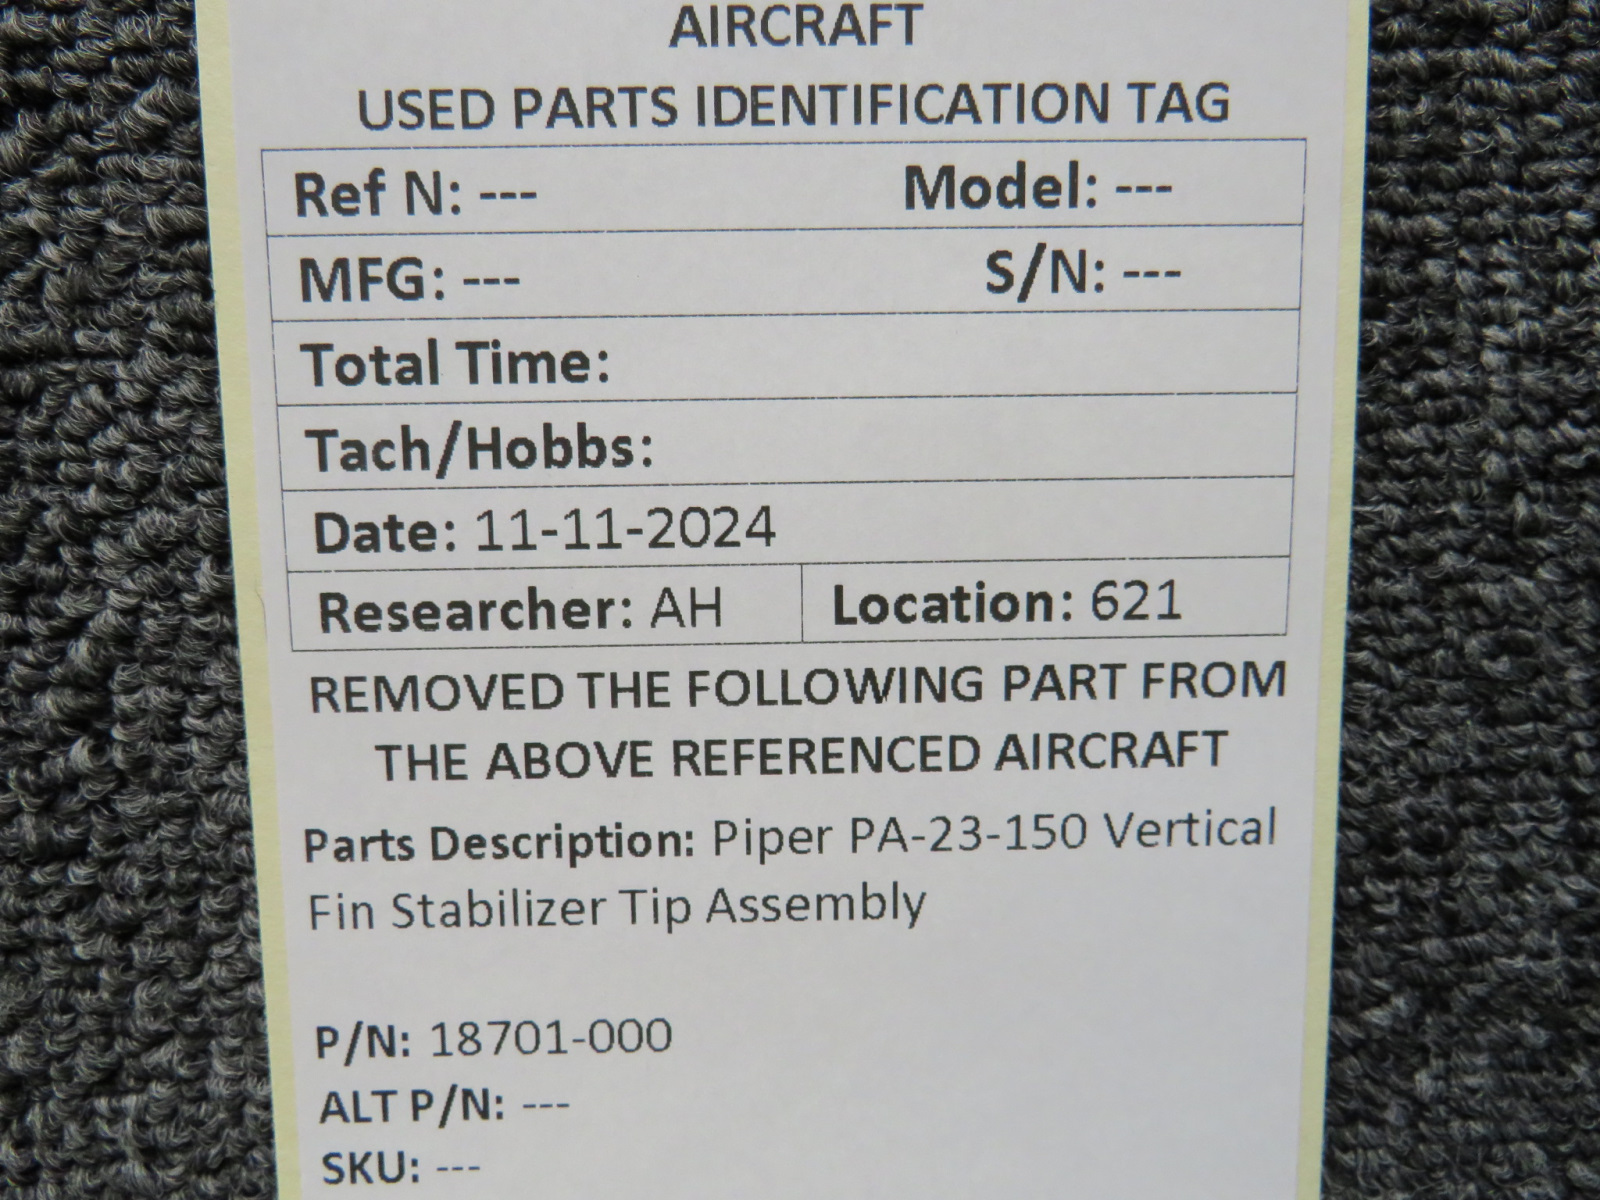 AIRCRAFT
USED PARTS IDENTIFICATION TAG
Ref N: --- Model: ---
MFG: --- S/N: ---
Total Time:
Tach/Hobbs:
Date: 11-11-2024
Researcher: AH Location: 621
REMOVED THE FOLLOWING PART FROM
THE ABOVE REFERENCED AIRCRAFT
Parts Description: Piper PA-23-150 Vertical
Fin Stabilizer Tip Assembly
P/N: 18701-000
ALT P/N: ---
SKU: ---